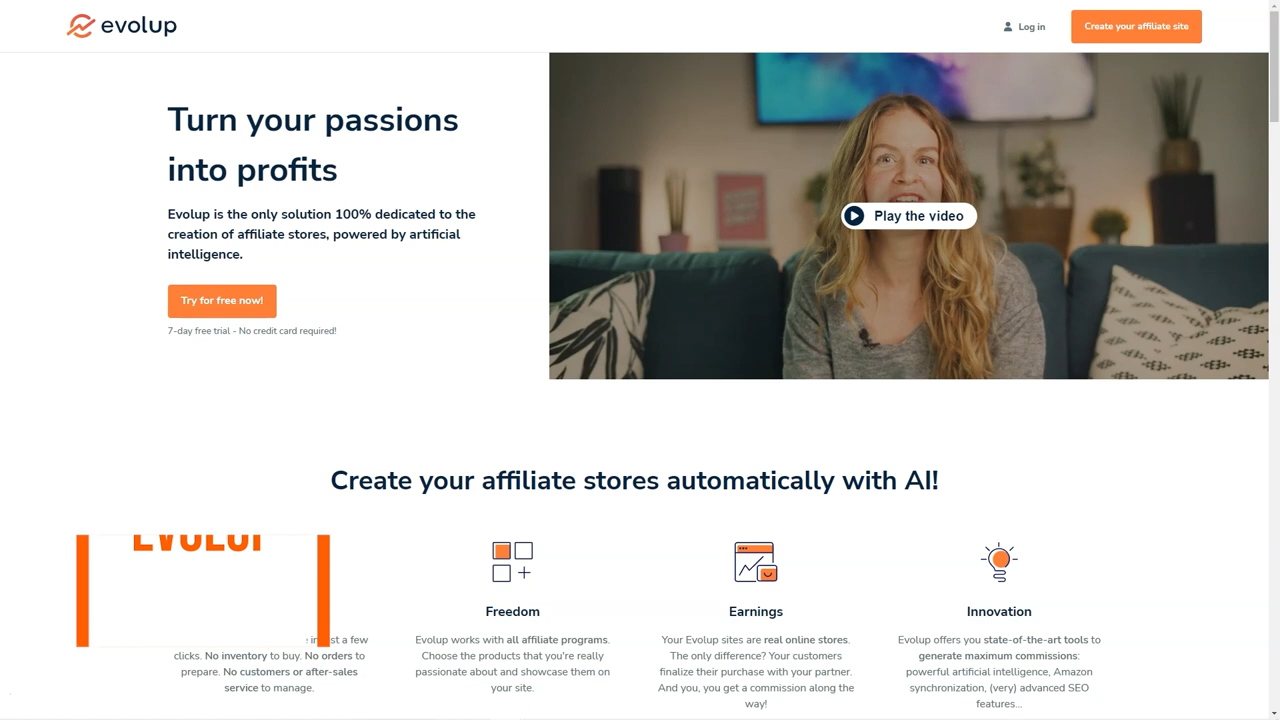 evolup
Log in
Create your affiliate site
Turn your passions
into profits
Evolup is the only solution 100% dedicated to the
creation of affiliate stores, powered by artificial
intelligence.
Try for free now!
7-day free trial - No credit card required!
Play the video
Create your affiliate stores automatically with AI!
EVOLUP
in just a few
clicks. No inventory to buy. No orders to
prepare. No customers or after-sales
service to manage.
Freedom
Evolup works with all affiliate programs.
Choose the products that you're really
passionate about and showcase them on
your site.
Earnings
Your Evolup sites are real online stores.
The only difference? Your customers
finalize their purchase with your partner.
And you, you get a commission along the
way!
Innovation
Evolup offers you state-of-the-art tools to
generate maximum commissions:
powerful artificial intelligence, Amazon
synchronization, (very) advanced SEO
features...